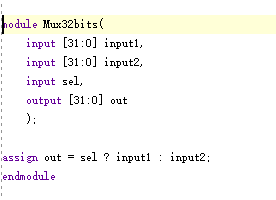 module Mux32bits(
input [31:0] input1,
input [31:0] input2,
input sel,
output [31:0] out
);
assign out = sel ? input1 : input2;
endmodule